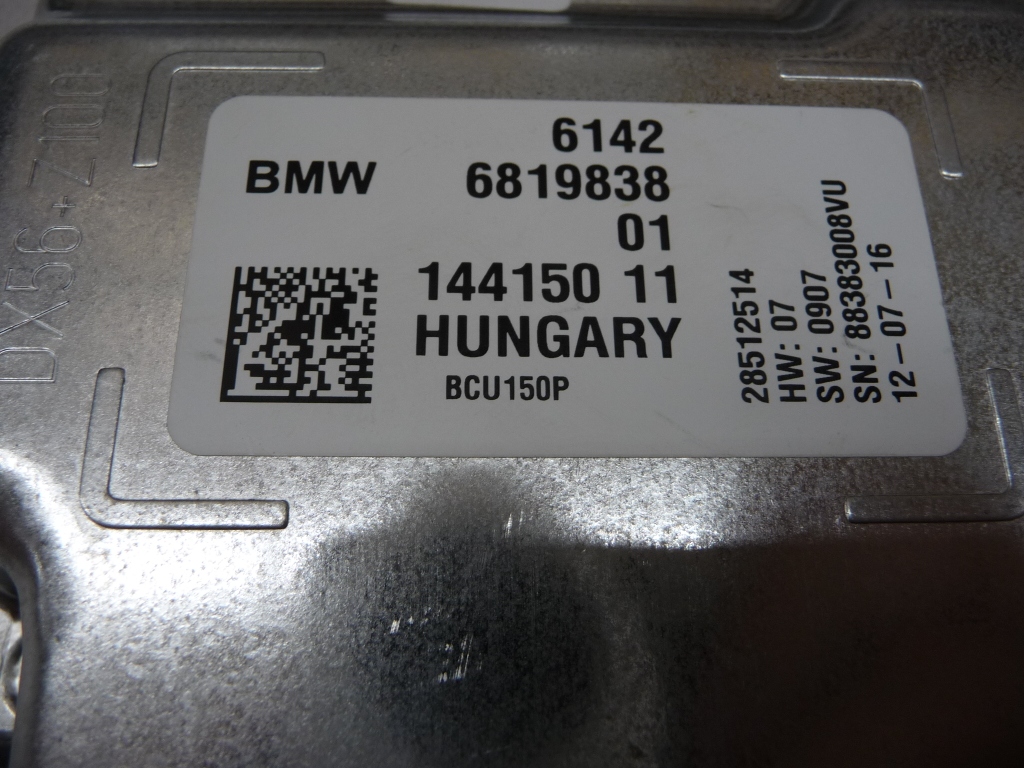 6142
BMW 6819838
01
144150 11
HUNGARY
BCU150P
28512514
HW: 07
SW: 0907
SN: 88383008VU
12-07-16
DX56+Z100